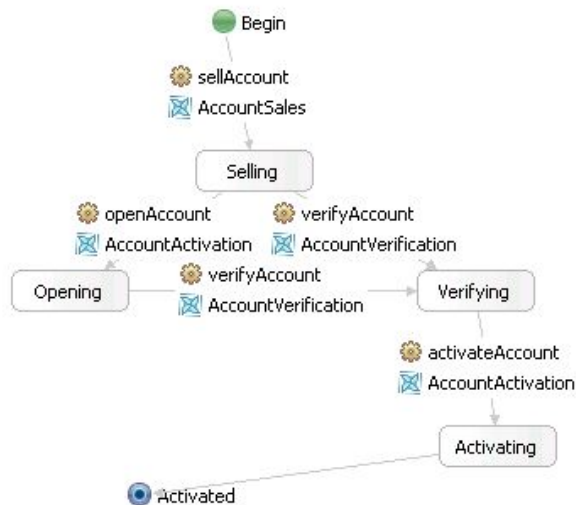 Begin
sellAccount
AccountSales
Selling
openAccount
verifyAccount
AccountActivation
AccountVerification
verifyAccount
Opening
Verifying
AccountVerification
activateAccount
AccountActivation
Activating
Activated